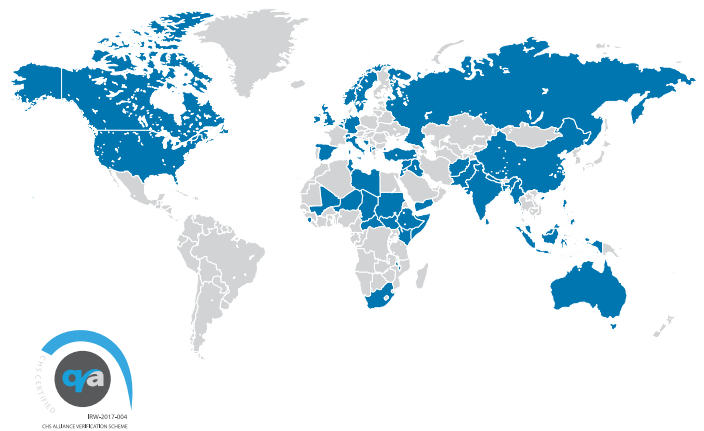 CHS CERTIFIED
qa
IRW-2017-004
CHS ALLIANCE VERIFICATION SCHEME